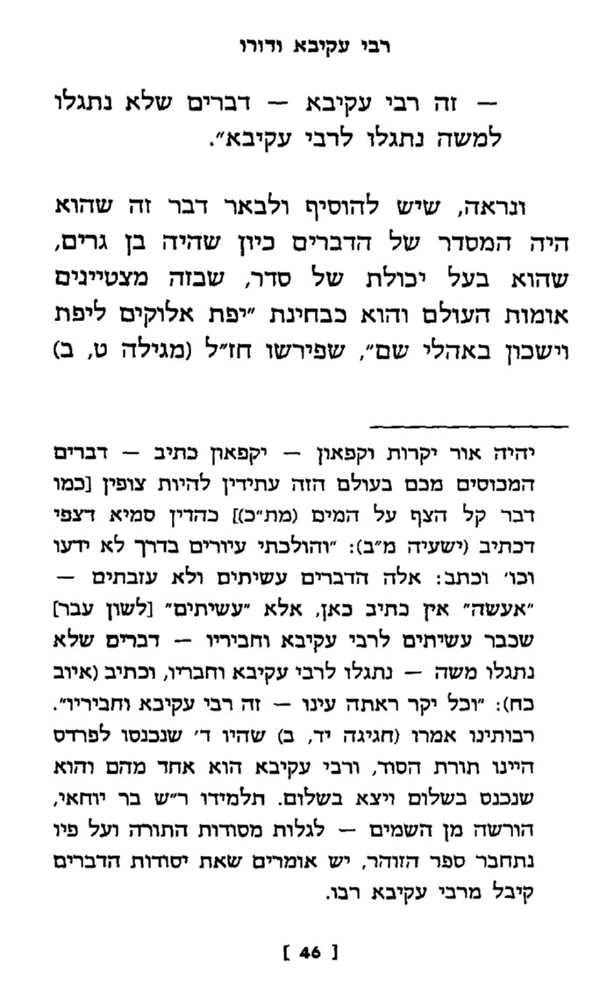 רבי עקיבא ודורו
— זה רבי עקיבא — דברים שלא נתגלו
למשה נתגלו לרבי עקיבא״.
ונראה, שיש להוסיף ולבאר דבר זה שהוא
היה המסדר של הדברים כיון שהיה בן גרים,
שהוא בעל יכולת של סדר, שבזה מצטיינים
אומות העולם והוא כבחינת ״יפת אלוקים ליפת
וישכון באהלי שם״, שפירשו חז״ל (מגילה ט, ב)
יהיה אור יקרות וקפאון — יקפאון כתיב — דברים
המכוסים מכם בעולם הזה עתידין להיות צופין [כמו
דבר קל הצף על המים (מת״כ)] כהדין סמיא דצפי
דכתיב (ישעיה מ״ב): ״והולכתי עיורים בדרך לא ידעו
וכו׳ וכתב: אלה הדברים עשיתים ולא עזבתים —
״אעשה״ אין כתיב כאן, אלא ״עשיתים״ [לשון עבר]
שכבר עשיתים לרבי עקיבא וחביריו — דברים שלא
נתגלו משה — נתגלו לרבי עקיבא וחבריו, וכתיב (איוב
כח): ״וכל יקר ראתה עינו — זה רבי עקיבא וחביריו״.
רבותינו אמרו (חגיגה יד, ב) שהיו ד׳ שנכנסו לפרדס
היינו תורת הסוד, ורבי עקיבא הוא אחד מהם והוא
שנכנס בשלום ויצא בשלום. תלמידו ר״ש בר יוחאי,
הורשה מן השמים — לגלות מסודות התורה ועל פיו
נתחבר ספר הזוהר, יש אומרים שאת יסודות הדברים
קיבל מרבי עקיבא רבו.
[ 46 ]